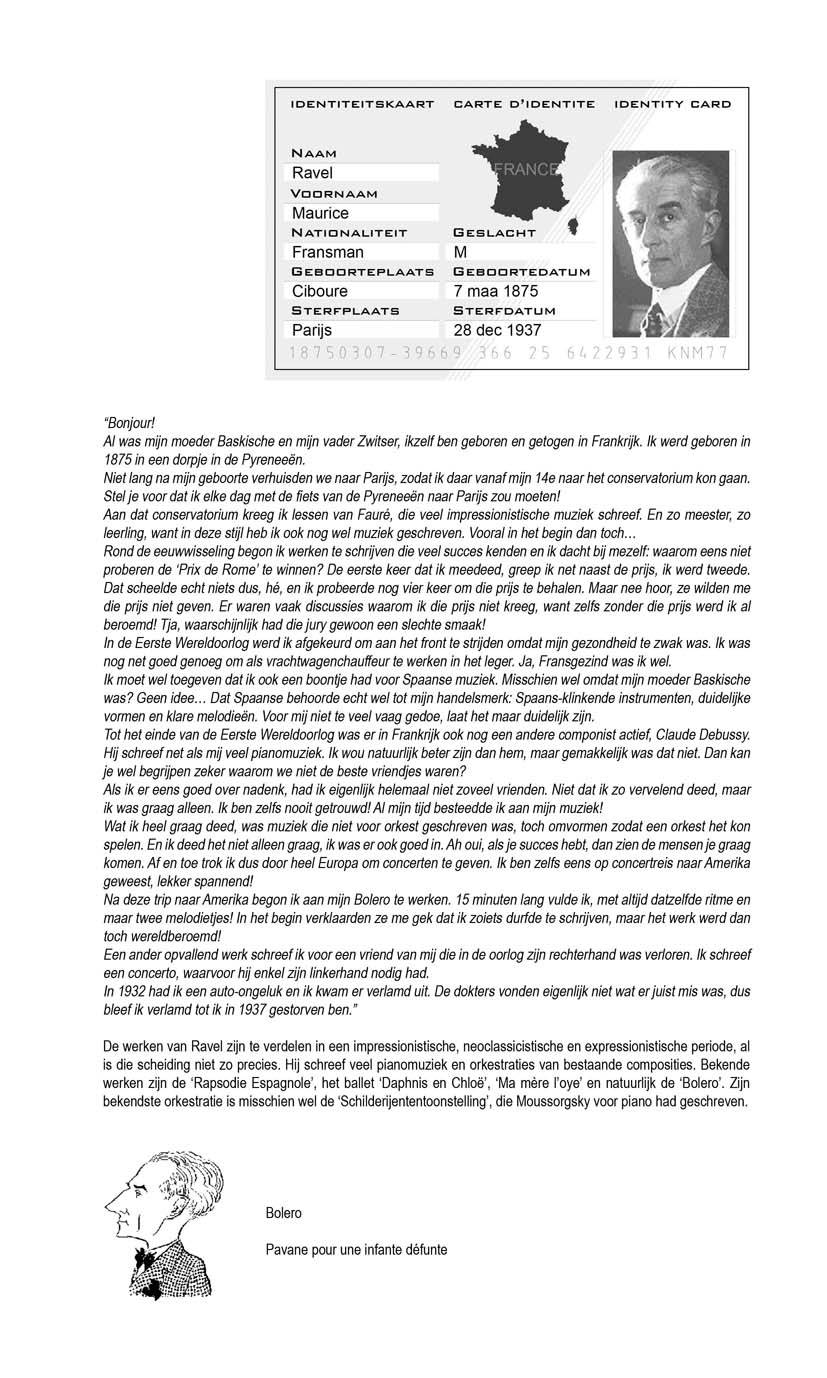 IDENTITEITSKAART CARTE D'IDENTITE IDENTITY CARD
FRANCE
NAAM
Ravel
VOORNAAM
Maurice
NATIONALITEIT GESLACHT
Fransman M
GEBOORTEPLAATS GEBOORTEDATUM
Ciboure 7 maa 1875
STERFPLAATS STERFDATUM
Parijs 28 dec 1937
18750307-39669 366 25 6422931 KNM77
“Bonjour!
Al was mijn moeder Baskische en mijn vader Zwitser, ikzelf ben geboren en getogen in Frankrijk. Ik werd geboren in
1875 in een dorpje in de Pyreneeën.
Niet lang na mijn geboorte verhuisden we naar Parijs, zodat ik daar vanaf mijn 14e naar het conservatorium kon gaan.
Stel je voor dat ik elke dag met de fiets van de Pyreneeën naar Parijs zou moeten!
Aan dat conservatorium kreeg ik lessen van Fauré, die veel impressionistische muziek schreef. En zo meester, zo
leerling, want in deze stijl heb ik ook nog wel muziek geschreven. Vooral in het begin dan toch…
Rond de eeuwwisseling begon ik werken te schrijven die veel succes kenden en ik dacht bij mezelf: waarom eens niet
proberen de ‘Prix de Rome’ te winnen? De eerste keer dat ik meedeed, greep ik net naast de prijs, ik werd tweede.
Dat scheelde echt niets dus, hé, en ik probeerde nog vier keer om die prijs te behalen. Maar nee hoor, ze wilden me
die prijs niet geven. Er waren vaak discussies waarom ik die prijs niet kreeg, want zelfs zonder die prijs werd ik al
beroemd! Tja, waarschijnlijk had die jury gewoon een slechte smaak!
In de Eerste Wereldoorlog werd ik afgekeurd om aan het front te strijden omdat mijn gezondheid te zwak was. Ik was
nog net goed genoeg om als vrachtwagenchauffeur te werken in het leger. Ja, Fransgezind was ik wel.
Ik moet wel toegeven dat ik ook een boontje had voor Spaanse muziek. Misschien wel omdat mijn moeder Baskische
was? Geen idee… Dat Spaanse behoorde echt wel tot mijn handelsmerk: Spaans-klinkende instrumenten, duidelijke
vormen en klare melodieën. Voor mij niet te veel vaag gedoe, laat het maar duidelijk zijn.
Tot het einde van de Eerste Wereldoorlog was er in Frankrijk ook nog een andere componist actief, Claude Debussy.
Hij schreef net als mij veel pianomuziek. Ik wou natuurlijk beter zijn dan hem, maar gemakkelijk was dat niet. Dan kan
je wel begrijpen zeker waarom we niet de beste vriendjes waren?
Als ik er eens goed over nadenk, had ik eigenlijk helemaal niet zoveel vrienden. Niet dat ik zo vervelend deed, maar
ik was graag alleen. Ik ben zelfs nooit getrouwd! Al mijn tijd besteedde ik aan mijn muziek!
Wat ik heel graag deed, was muziek die niet voor orkest geschreven was, toch omvormen zodat een orkest het kon
spelen. En ik deed het niet alleen graag, ik was er ook goed in. Ah oui, als je succes hebt, dan zien de mensen je graag
komen. Af en toe trok ik dus door heel Europa om concerten te geven. Ik ben zelfs eens op concertreis naar Amerika
geweest, lekker spannend!
Na deze trip naar Amerika begon ik aan mijn Bolero te werken. 15 minuten lang vulde ik, met altijd datzelfde ritme en
maar twee melodietjes! In het begin verklaarden ze me gek dat ik zoiets durfde te schrijven, maar het werk werd dan
toch wereldberoemd!
Een ander opvallend werk schreef ik voor een vriend van mij die in de oorlog zijn rechterhand was verloren. Ik schreef
een concerto, waarvoor hij enkel zijn linkerhand nodig had.
In 1932 had ik een auto-ongeluk en ik kwam er verlamd uit. De dokters vonden eigenlijk niet wat er juist mis was, dus
bleef ik verlamd tot ik in 1937 gestorven ben.”
De werken van Ravel zijn te verdelen in een impressionistische, neoclassicistische en expressionistische periode, al
is die scheiding niet zo precies. Hij schreef veel pianomuziek en orkestraties van bestaande composities. Bekende
werken zijn de ‘Rapsodie Espagnole’, het ballet ‘Daphnis en Chloë’, ‘Ma mère l’oye’ en natuurlijk de ‘Bolero’. Zijn
bekendste orkestratie is misschien wel de ‘Schilderijententoonstelling’, die Moussorgsky voor piano had geschreven.
Bolero
Pavane pour une infante défunte